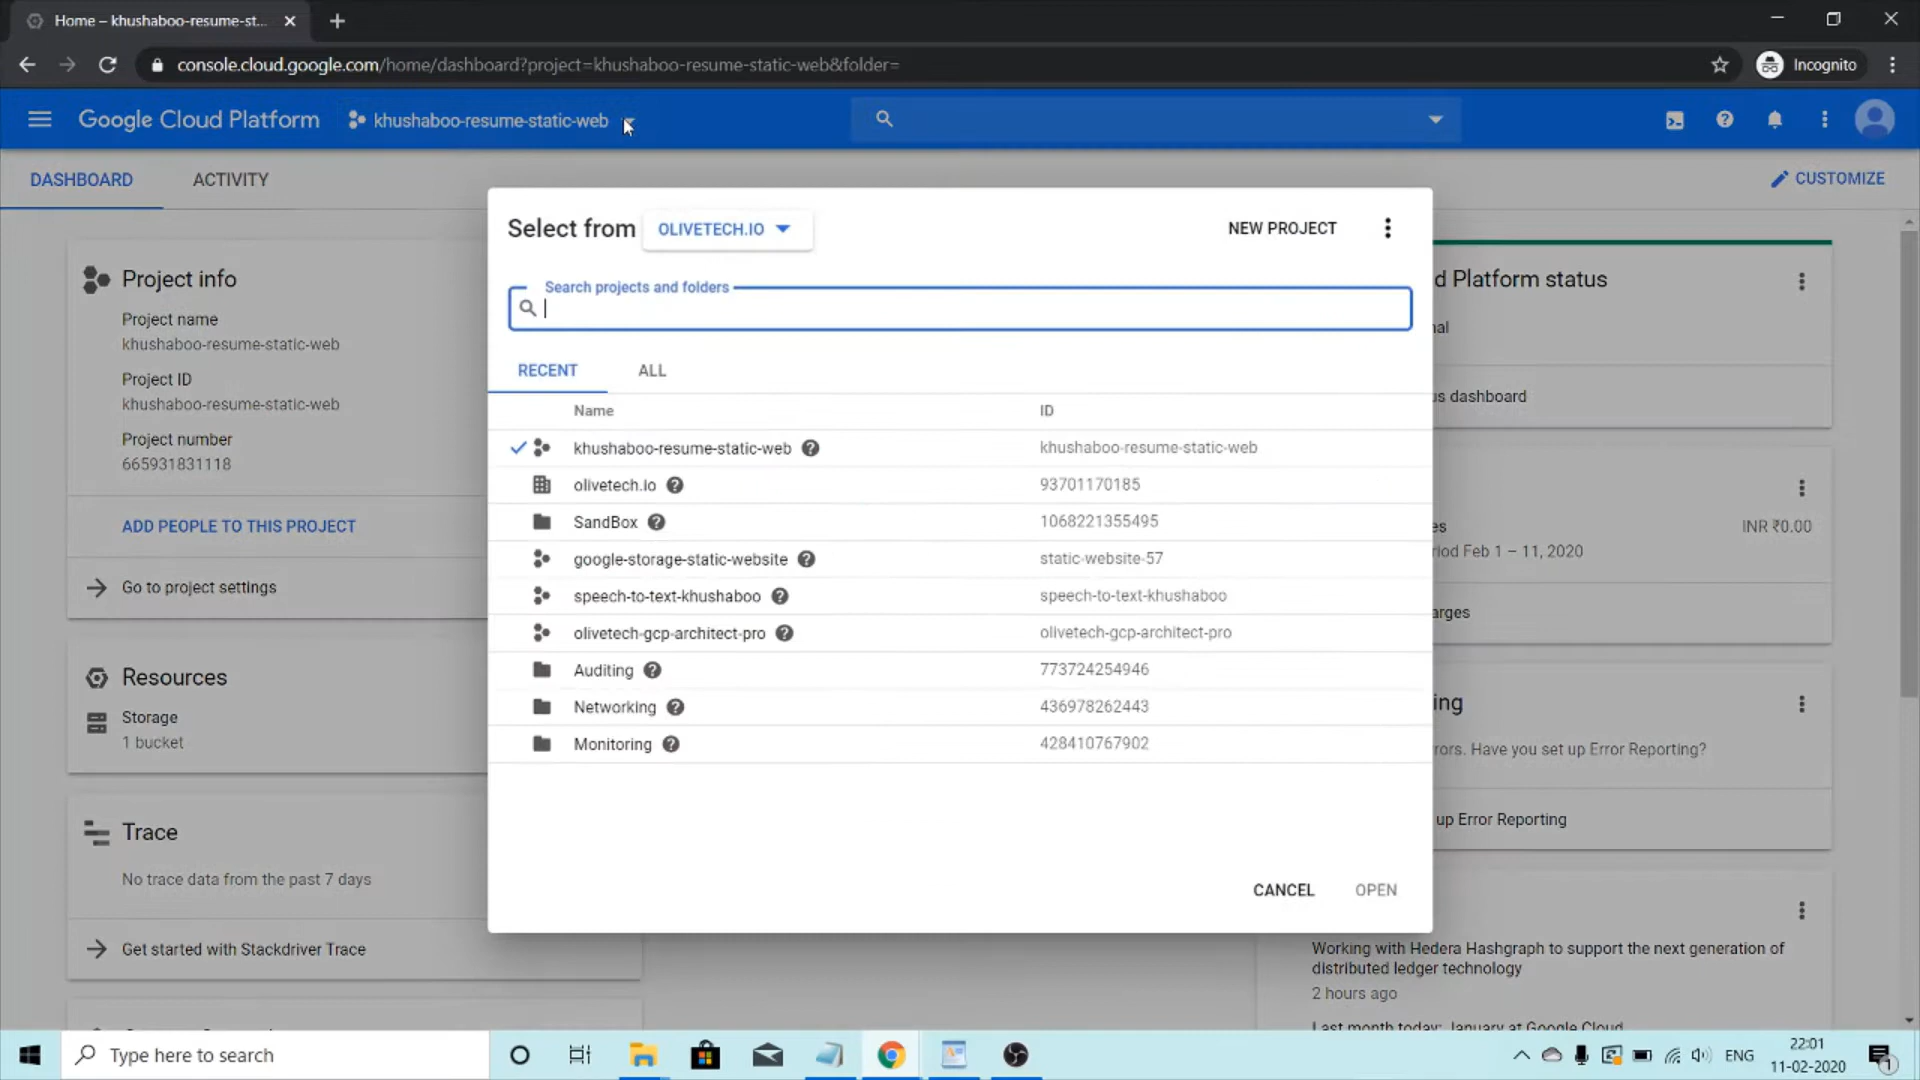 Home – khushaboo-resume-st...
console.cloud.google.com/home/dashboard?project=khushaboo-resume-static-web&folder=
Incognito
Google Cloud Platform
khushaboo-resume-static-web
DASHBOARD
ACTIVITY
CUSTOMIZE
Project info
Project name
khushaboo-resume-static-web
Project ID
khushaboo-resume-static-web
Project number
665931831118
ADD PEOPLE TO THIS PROJECT
Go to project settings
Resources
Storage
1 bucket
Trace
No trace data from the past 7 days
Get started with Stackdriver Trace
Select from
OLIVETECH.IO
NEW PROJECT
Search projects and folders
RECENT
ALL
Name
ID
khushaboo-resume-static-web
khushaboo-resume-static-web
olivetech.io
93701170185
SandBox
1068221355495
google-storage-static-website
static-website-57
speech-to-text-khushaboo
speech-to-text-khushaboo
olivetech-gcp-architect-pro
olivetech-gcp-architect-pro
Auditing
773724254946
Networking
436978262443
Monitoring
428410767902
CANCEL
OPEN
d Platform status
nal
us dashboard
es
INR ₹0.00
riod Feb 1 – 11, 2020
arges
ing
rors. Have you set up Error Reporting?
up Error Reporting
Working with Hedera Hashgraph to support the next generation of
distributed ledger technology
2 hours ago
Last month today: January at Google Cloud
Type here to search
ENG
22:01
11-02-2020
1